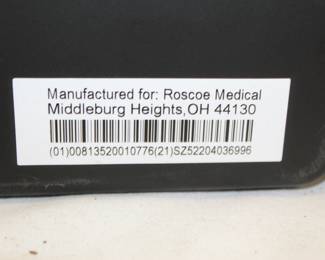 Manufactured for: Roscoe Medical
Middleburg Heights,OH 44130
(01)00813520010776(21)SZ52204036996